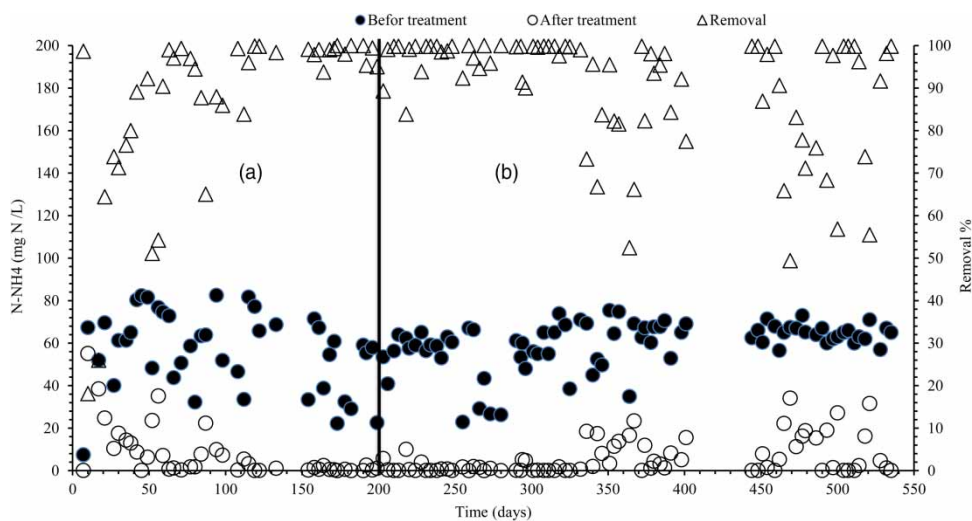 Befor treatment After treatment Removal
200 100
180 90
160 80
140 70
(a) (b)
120 60
100 50
80 40
60 30
40 20
20 10
0 0
0 50 100 150 200 250 300 350 400 450 500 550
Time (days)
N-NH4 (mg N /L)
Removal %